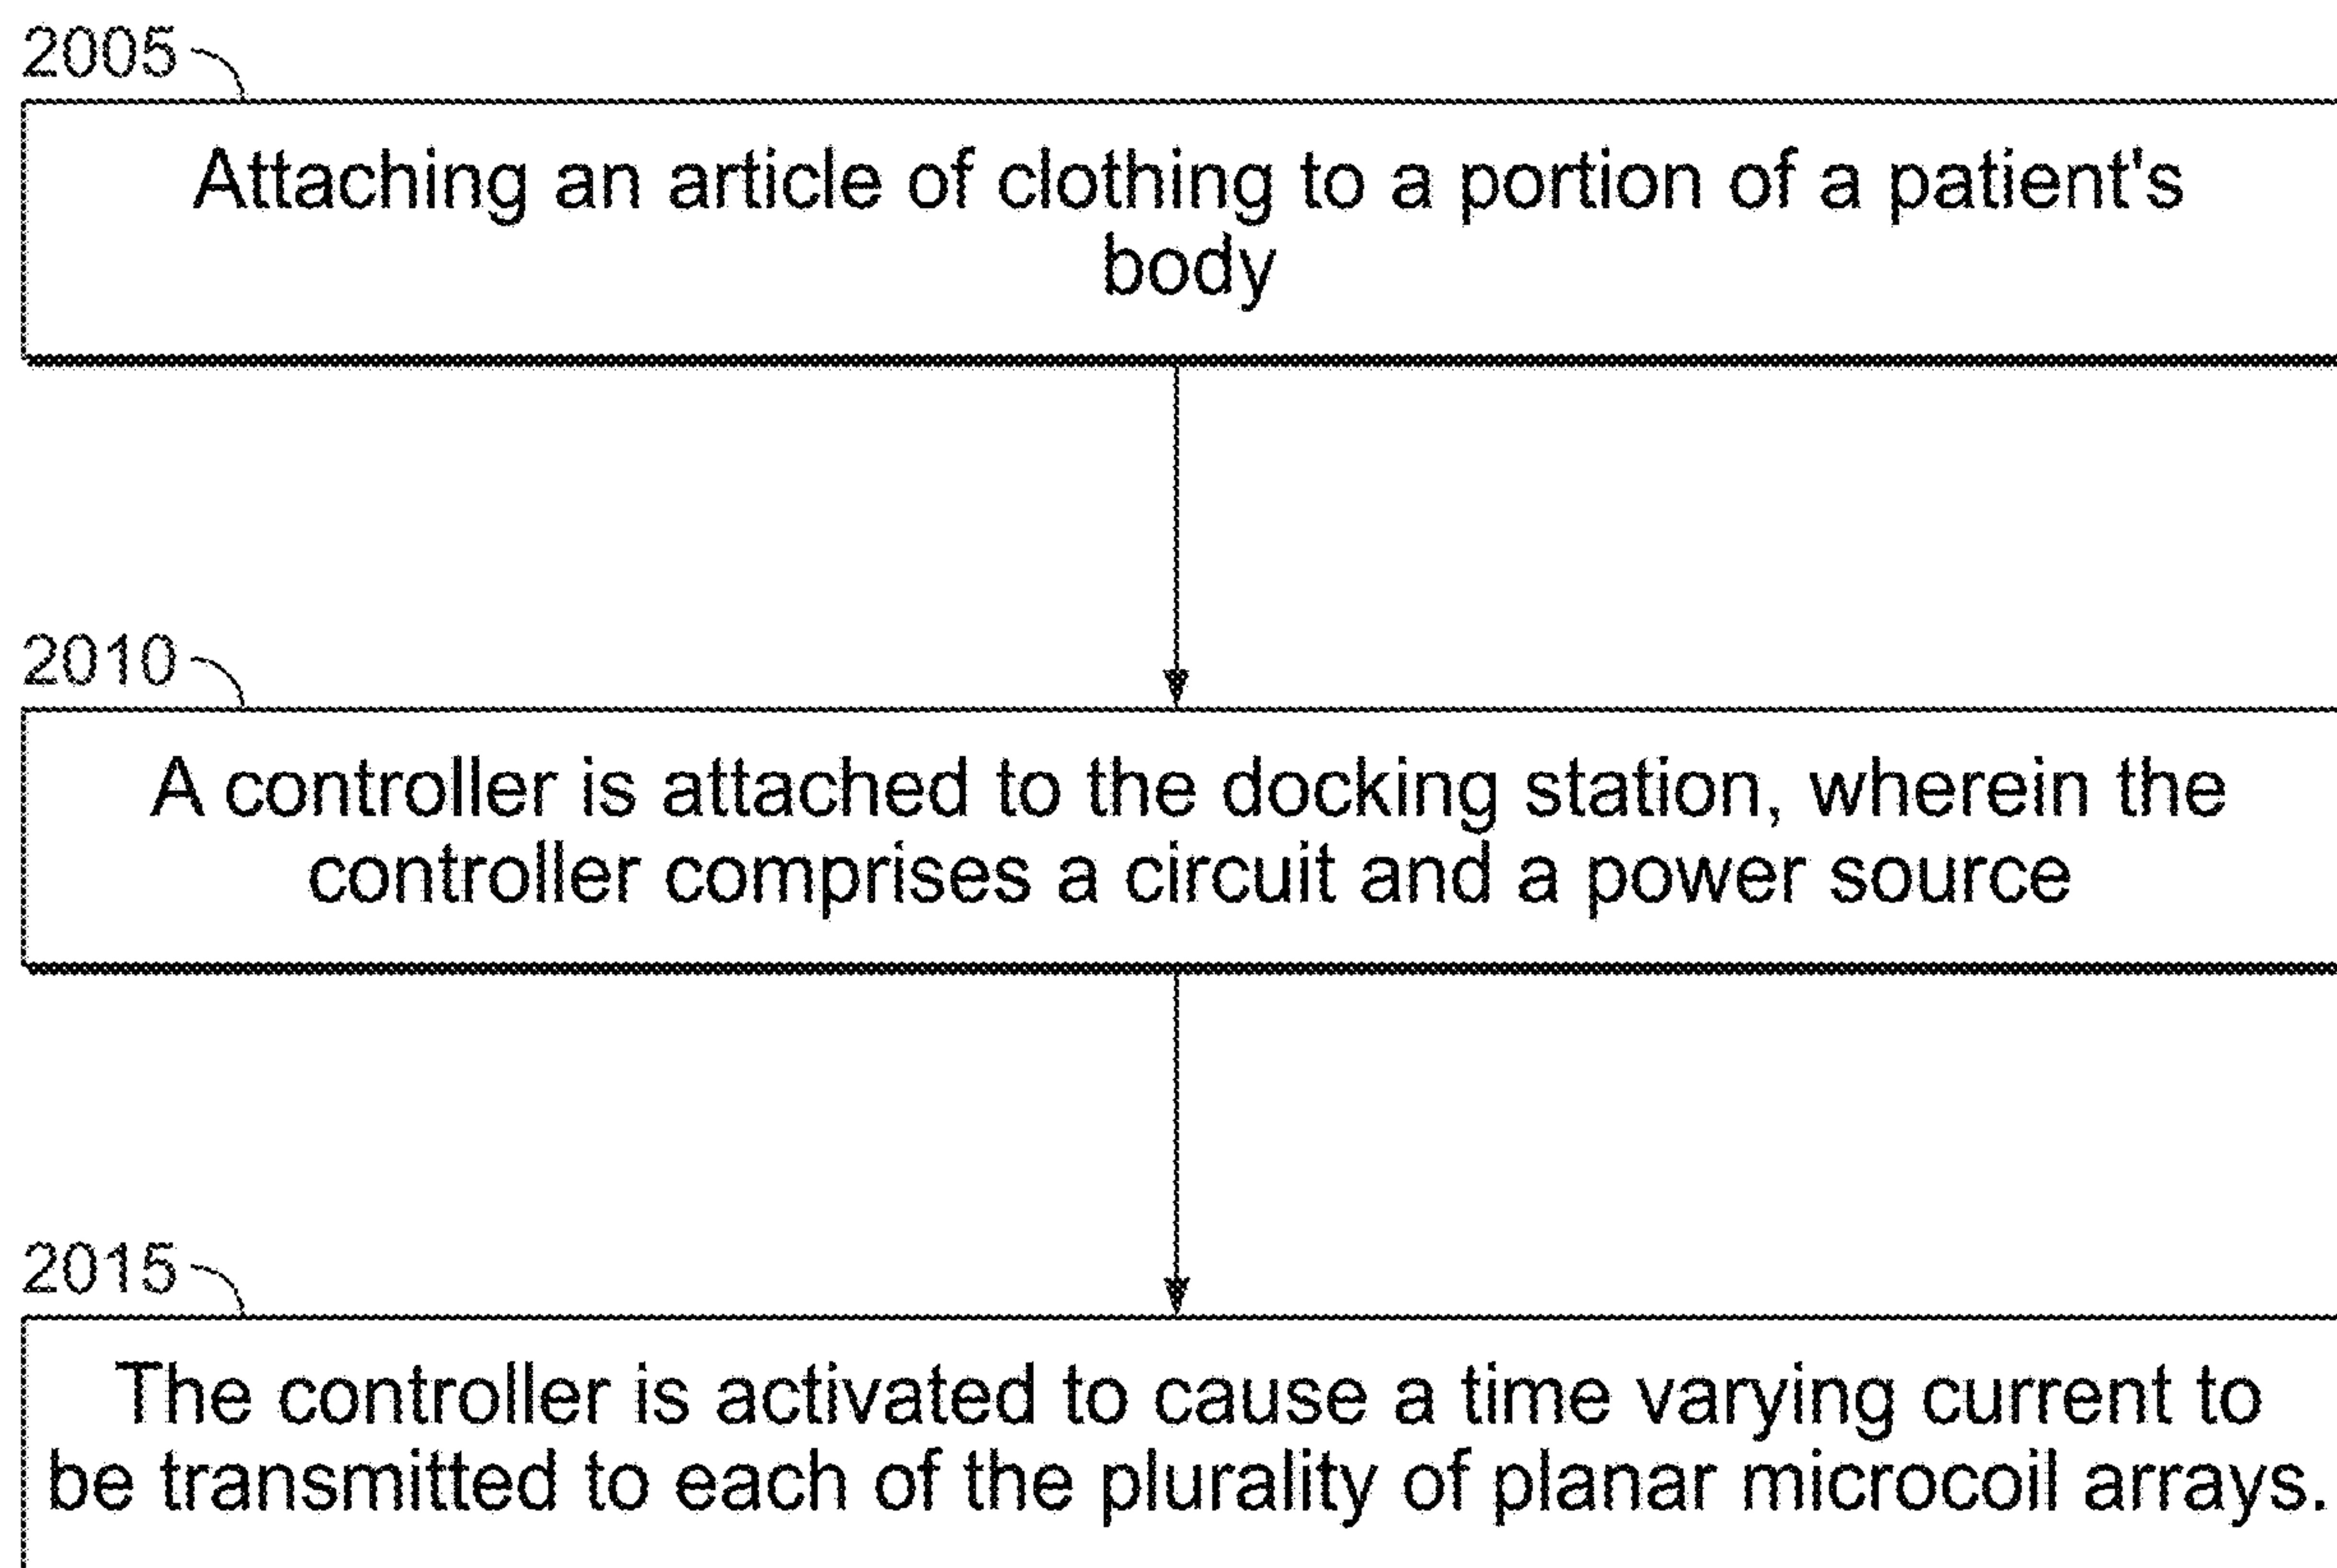 2005
Attaching an article of clothing to a portion of a patient's
body
2010
A controller is attached to the docking station, wherein the
controller comprises a circuit and a power source
2015
The controller is activated to cause a time varying current to
be transmitted to each of the plurality of planar microcoil arrays.